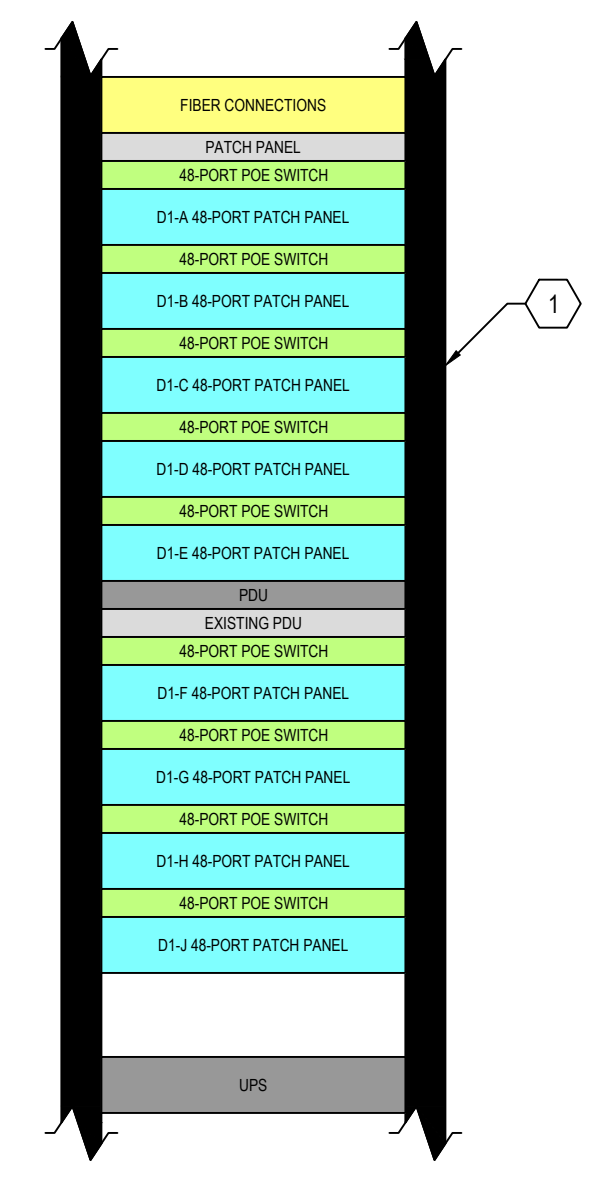 FIBER CONNECTIONS
PATCH PANEL
48-PORT POE SWITCH
D1-A 48-PORT PATCH PANEL
48-PORT POE SWITCH
D1-B 48-PORT PATCH PANEL
1
48-PORT POE SWITCH
D1-C 48-PORT PATCH PANEL
48-PORT POE SWITCH
D1-D 48-PORT PATCH PANEL
48-PORT POE SWITCH
D1-E 48-PORT PATCH PANEL
PDU
EXISTING PDU
48-PORT POE SWITCH
D1-F 48-PORT PATCH PANEL
48-PORT POE SWITCH
D1-G 48-PORT PATCH PANEL
48-PORT POE SWITCH
D1-H 48-PORT PATCH PANEL
48-PORT POE SWITCH
D1-J 48-PORT PATCH PANEL
UPS